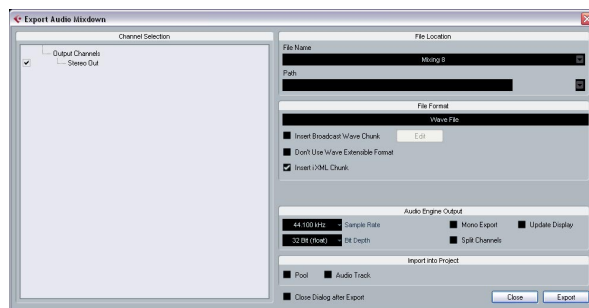 Export Audio Mixdown
Channel Selection
Output Channels
Stereo Out
File Location
File Name
Mixing 8
Path
File Format
Wave File
Insert Broadcast Wave Chunk
Edit
Don't Use Wave Extensible Format
Insert iXML Chunk
Audio Engine Output
44.100 kHz Sample Rate
Mono Export
Update Display
32 Bit (float) Bit Depth
Split Channels
Import into Project
Pool
Audio Track
Close Dialog after Export
Close
Export